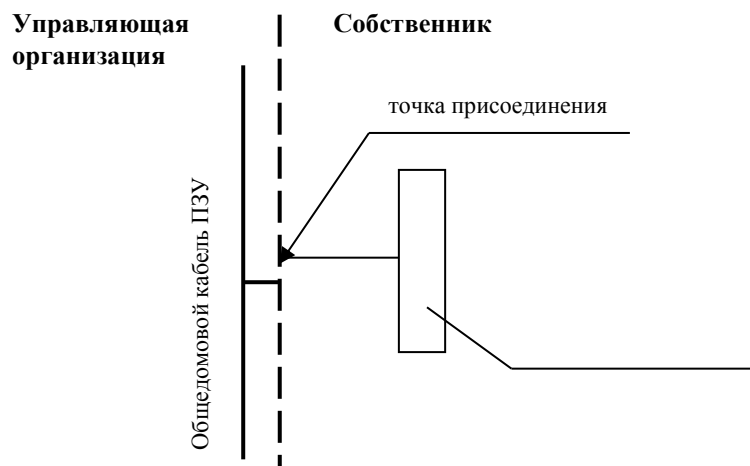 Управляющая
организация
Собственник
точка присоединения
Общедомовой кабель ПЗУ